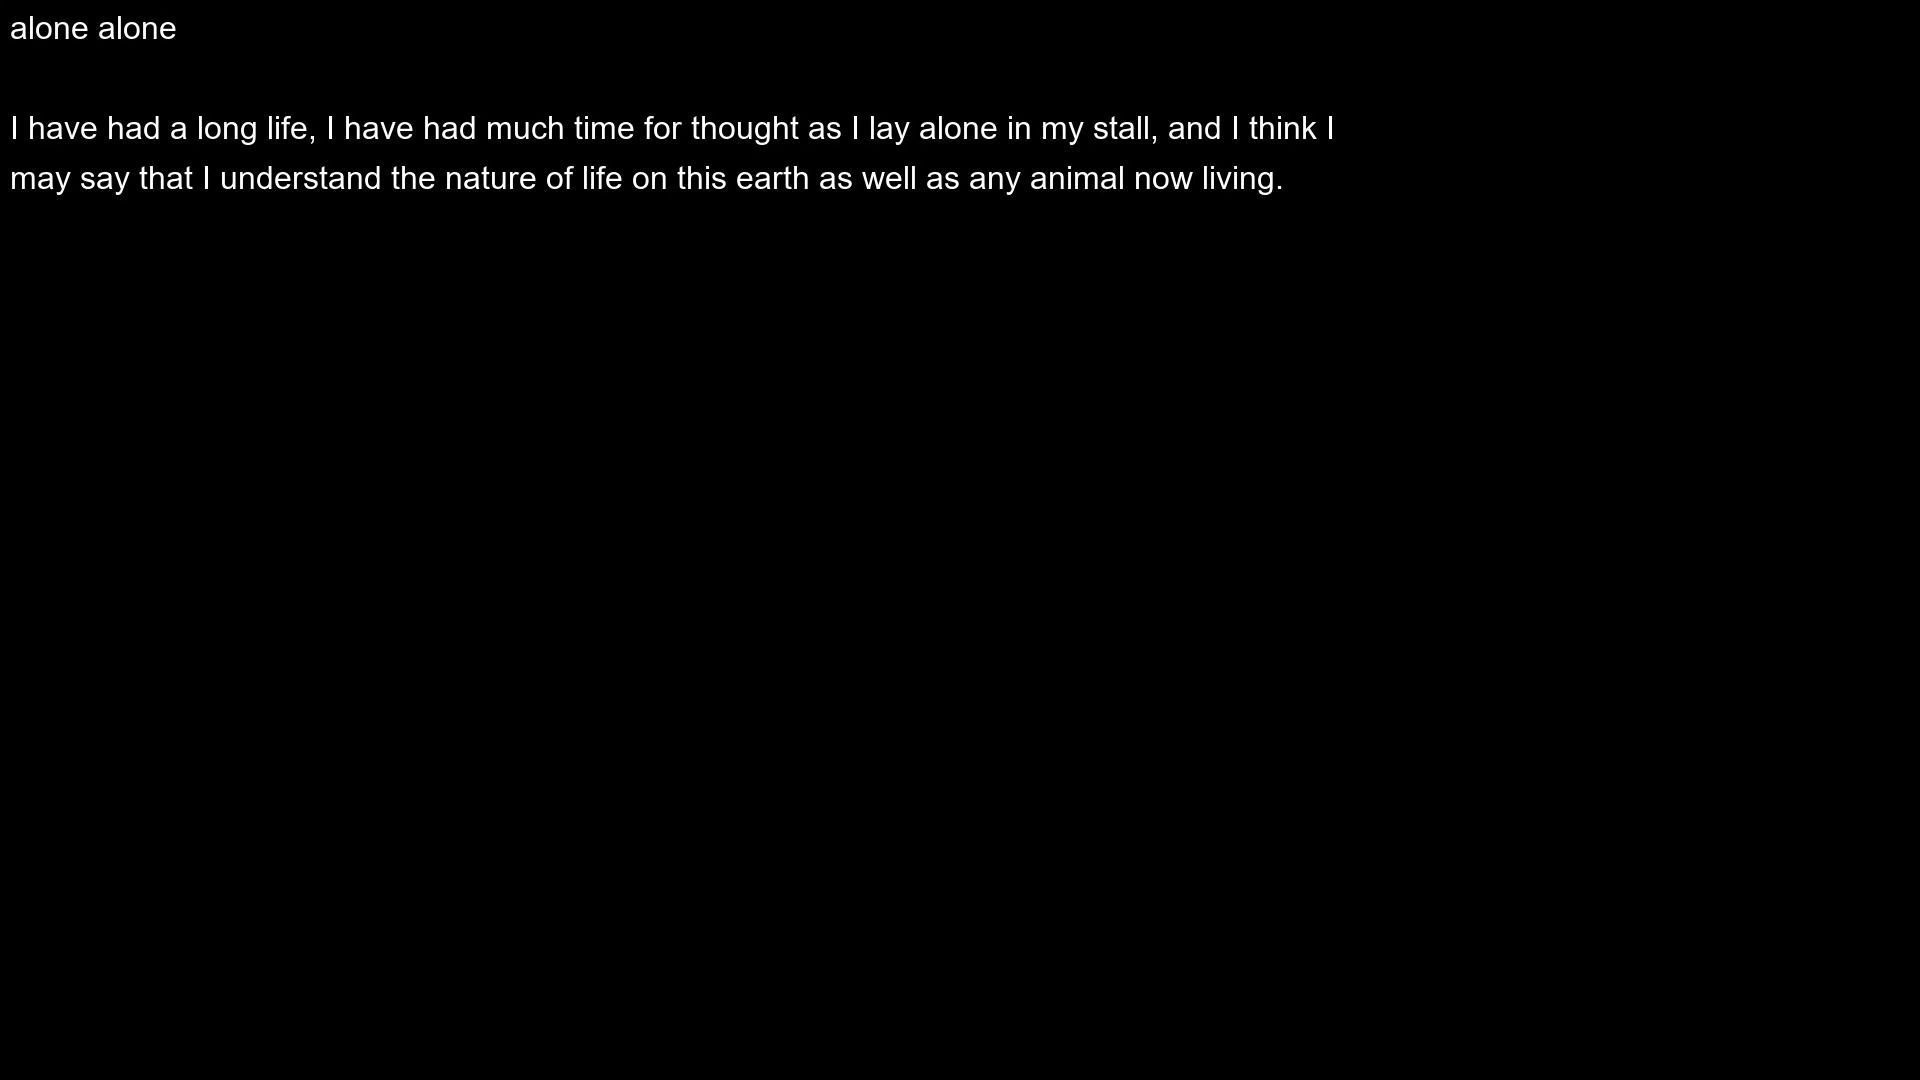 alone alone
I have had a long life, I have had much time for thought as I lay alone in my stall, and I think I
may say that I understand the nature of life on this earth as well as any animal now living.